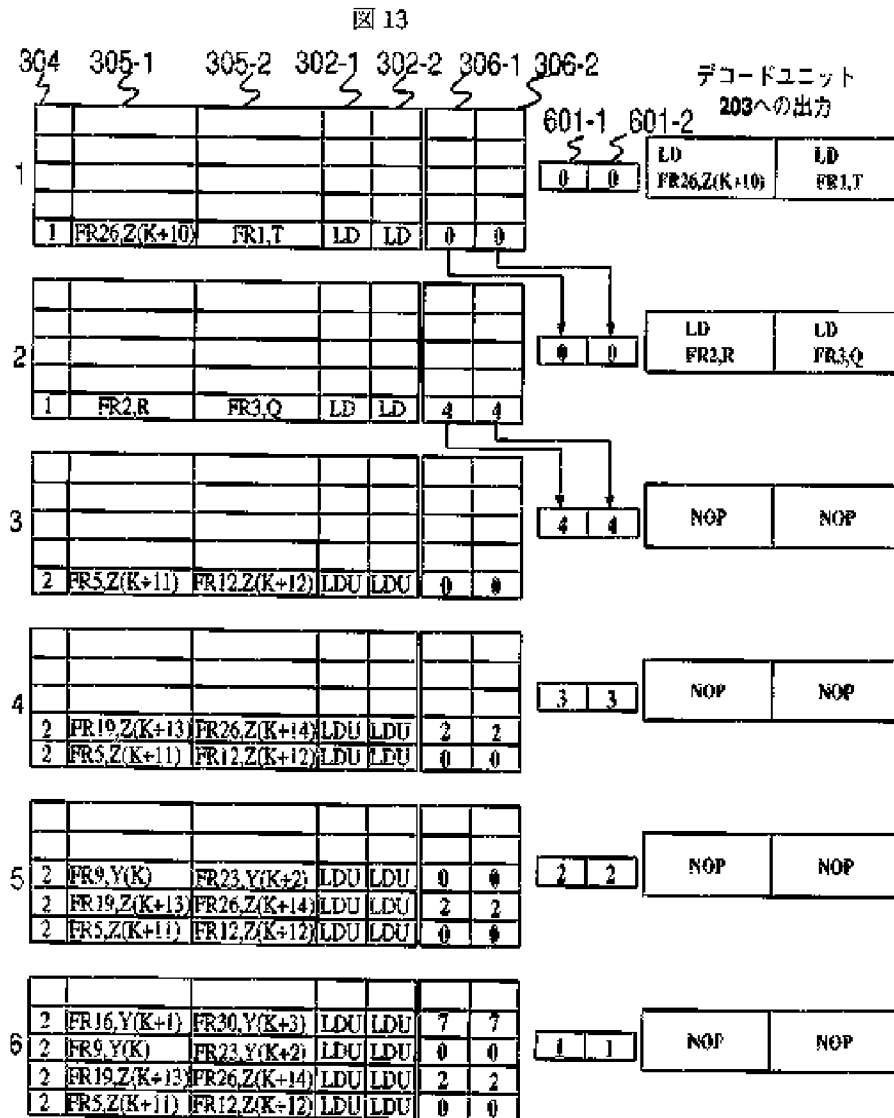 図 13
304 305-1 305-2 302-1 302-2 306-1 306-2
デコードユニット
203への出力
601-1 601-2
1
1 FR26,Z(K+10) FR1,T LD LD 0 0
0 0
LD LD
FR26,Z(K+10) FR1,T
2
1 FR2,R FR3,Q LD LD 4 4
0 0
LD LD
FR2,R FR3,Q
3
2 FR5,Z(K+11) FR12,Z(K+12) LDU LDU 0 0
4 4
NOP NOP
4
2 FR19,Z(K+13) FR26,Z(K+14) LDU LDU 2 2
2 FR5,Z(K+11) FR12,Z(K+12) LDU LDU 0 0
3 3
NOP NOP
5
2 FR9,Y(K) FR23,Y(K+2) LDU LDU 0 0
2 FR19,Z(K+13) FR26,Z(K+14) LDU LDU 2 2
2 FR5,Z(K+11) FR12,Z(K+12) LDU LDU 0 0
2 2
NOP NOP
6
2 FR16,Y(K+1) FR30,Y(K+3) LDU LDU 7 7
2 FR9,Y(K) FR23,Y(K+2) LDU LDU 0 0
2 FR19,Z(K+13) FR26,Z(K+14) LDU LDU 2 2
2 FR5,Z(K+11) FR12,Z(K+12) LDU LDU 0 0
1 1
NOP NOP